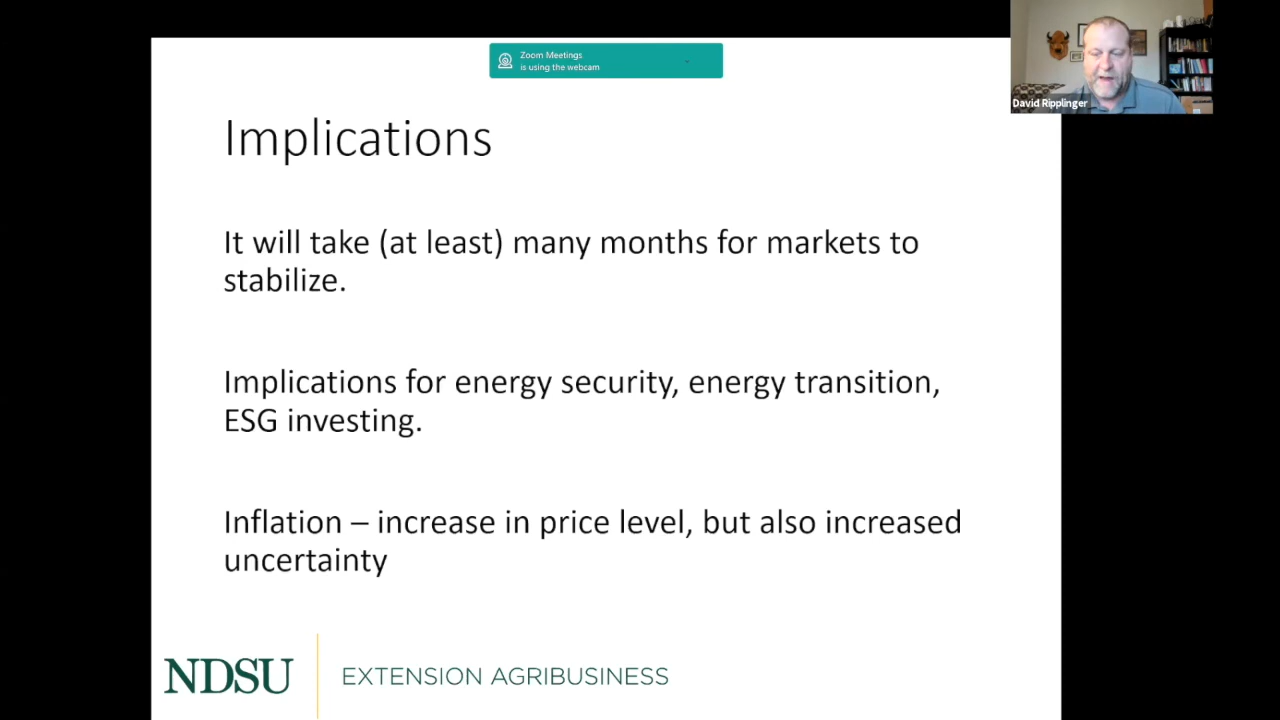 Zoom Meetings
is using the webcam
David Ripplinger
Implications
It will take (at least) many months for markets to
stabilize.
Implications for energy security, energy transition,
ESG investing.
Inflation – increase in price level, but also increased
uncertainty
NDSU EXTENSION AGRIBUSINESS